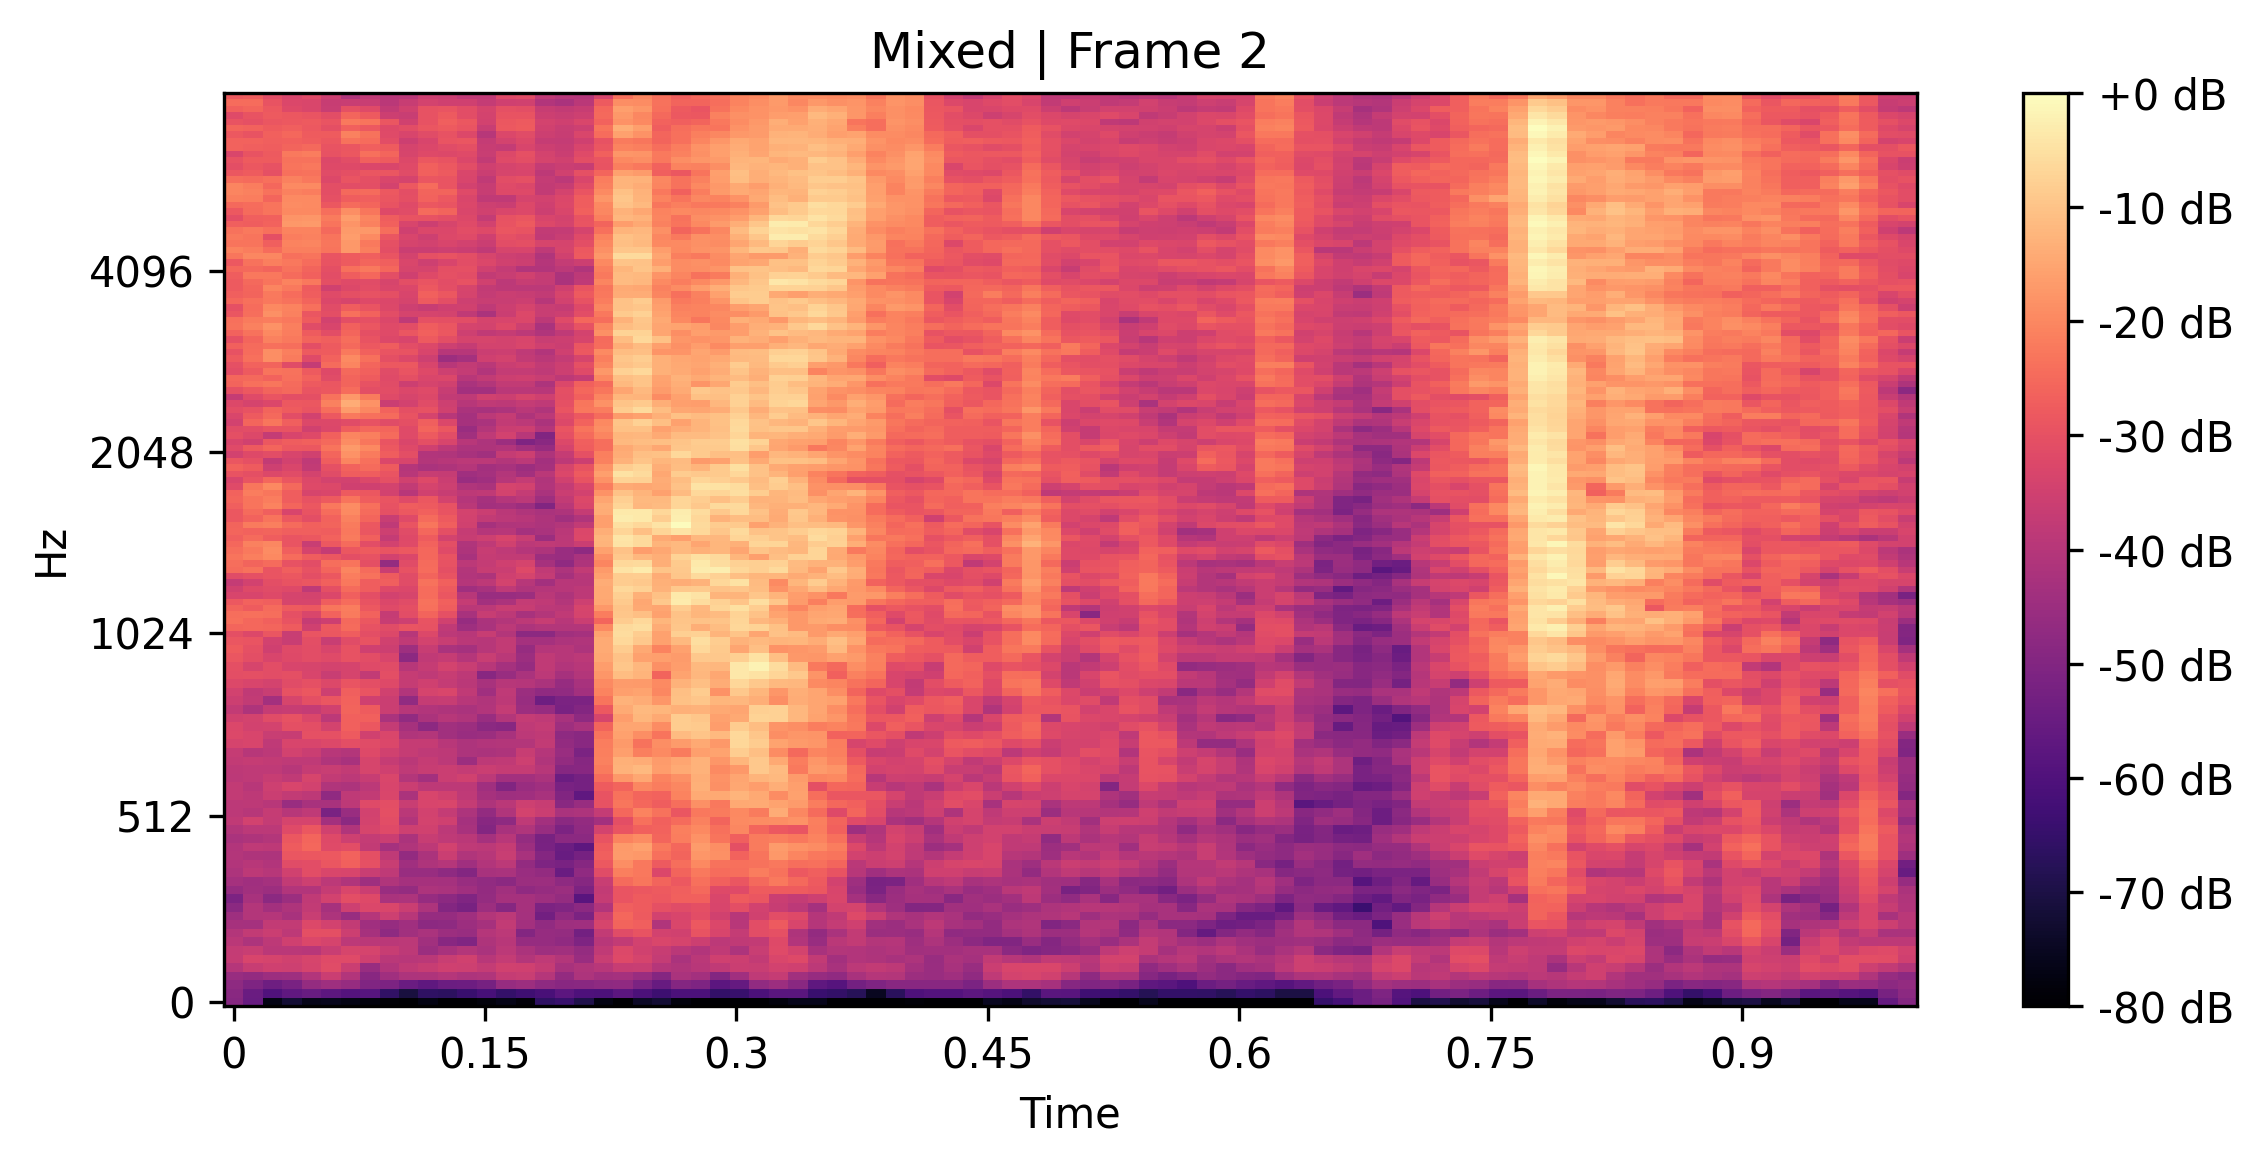 Mixed | Frame 2
+0 dB
-10 dB
-20 dB
-30 dB
-40 dB
-50 dB
-60 dB
-70 dB
-80 dB
Hz
4096
2048
1024
512
0
0 0.15 0.3 0.45 0.6 0.75 0.9
Time